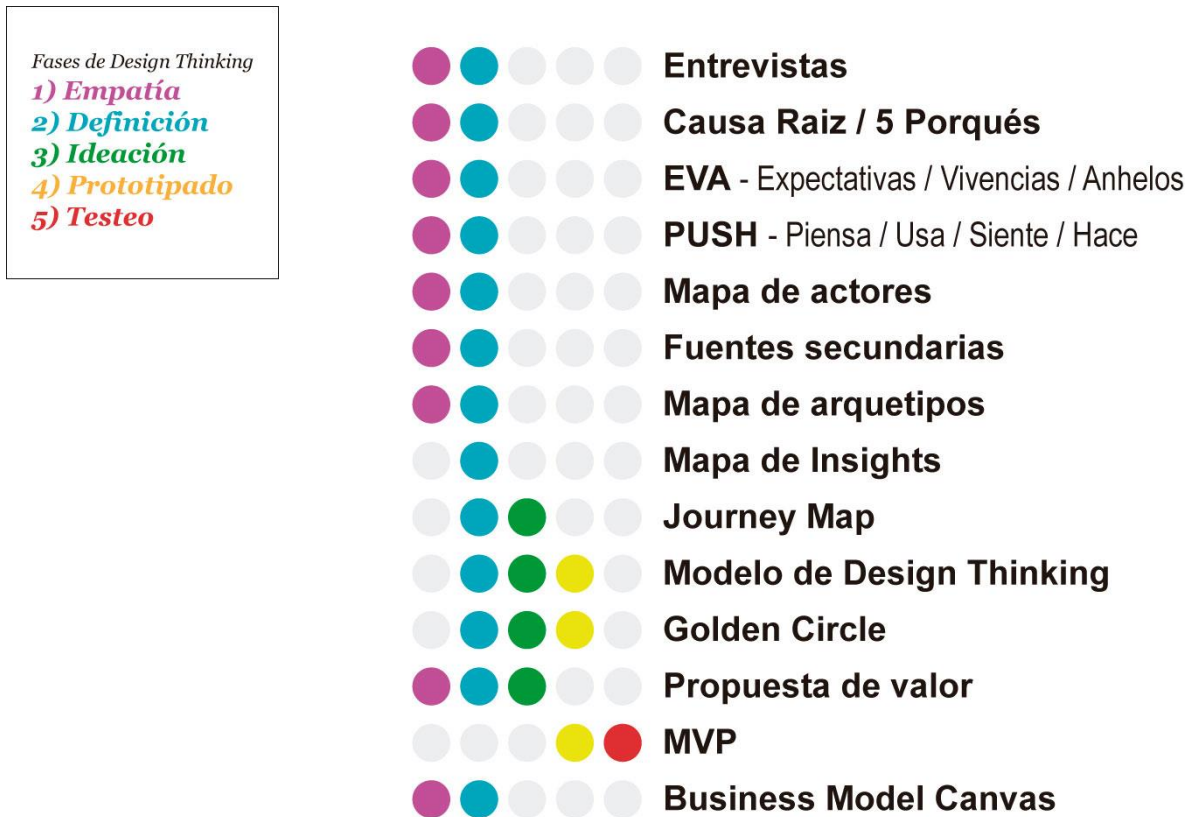 Fases de Design Thinking
1) Empatía
2) Definición
3) Ideación
4) Prototipado
5) Testeo
Entrevistas
Causa Raiz / 5 Porqués
EVA - Expectativas / Vivencias / Anhelos
PUSH - Piensa / Usa / Siente / Hace
Mapa de actores
Fuentes secundarias
Mapa de arquetipos
Mapa de Insights
Journey Map
Modelo de Design Thinking
Golden Circle
Propuesta de valor
MVP
Business Model Canvas